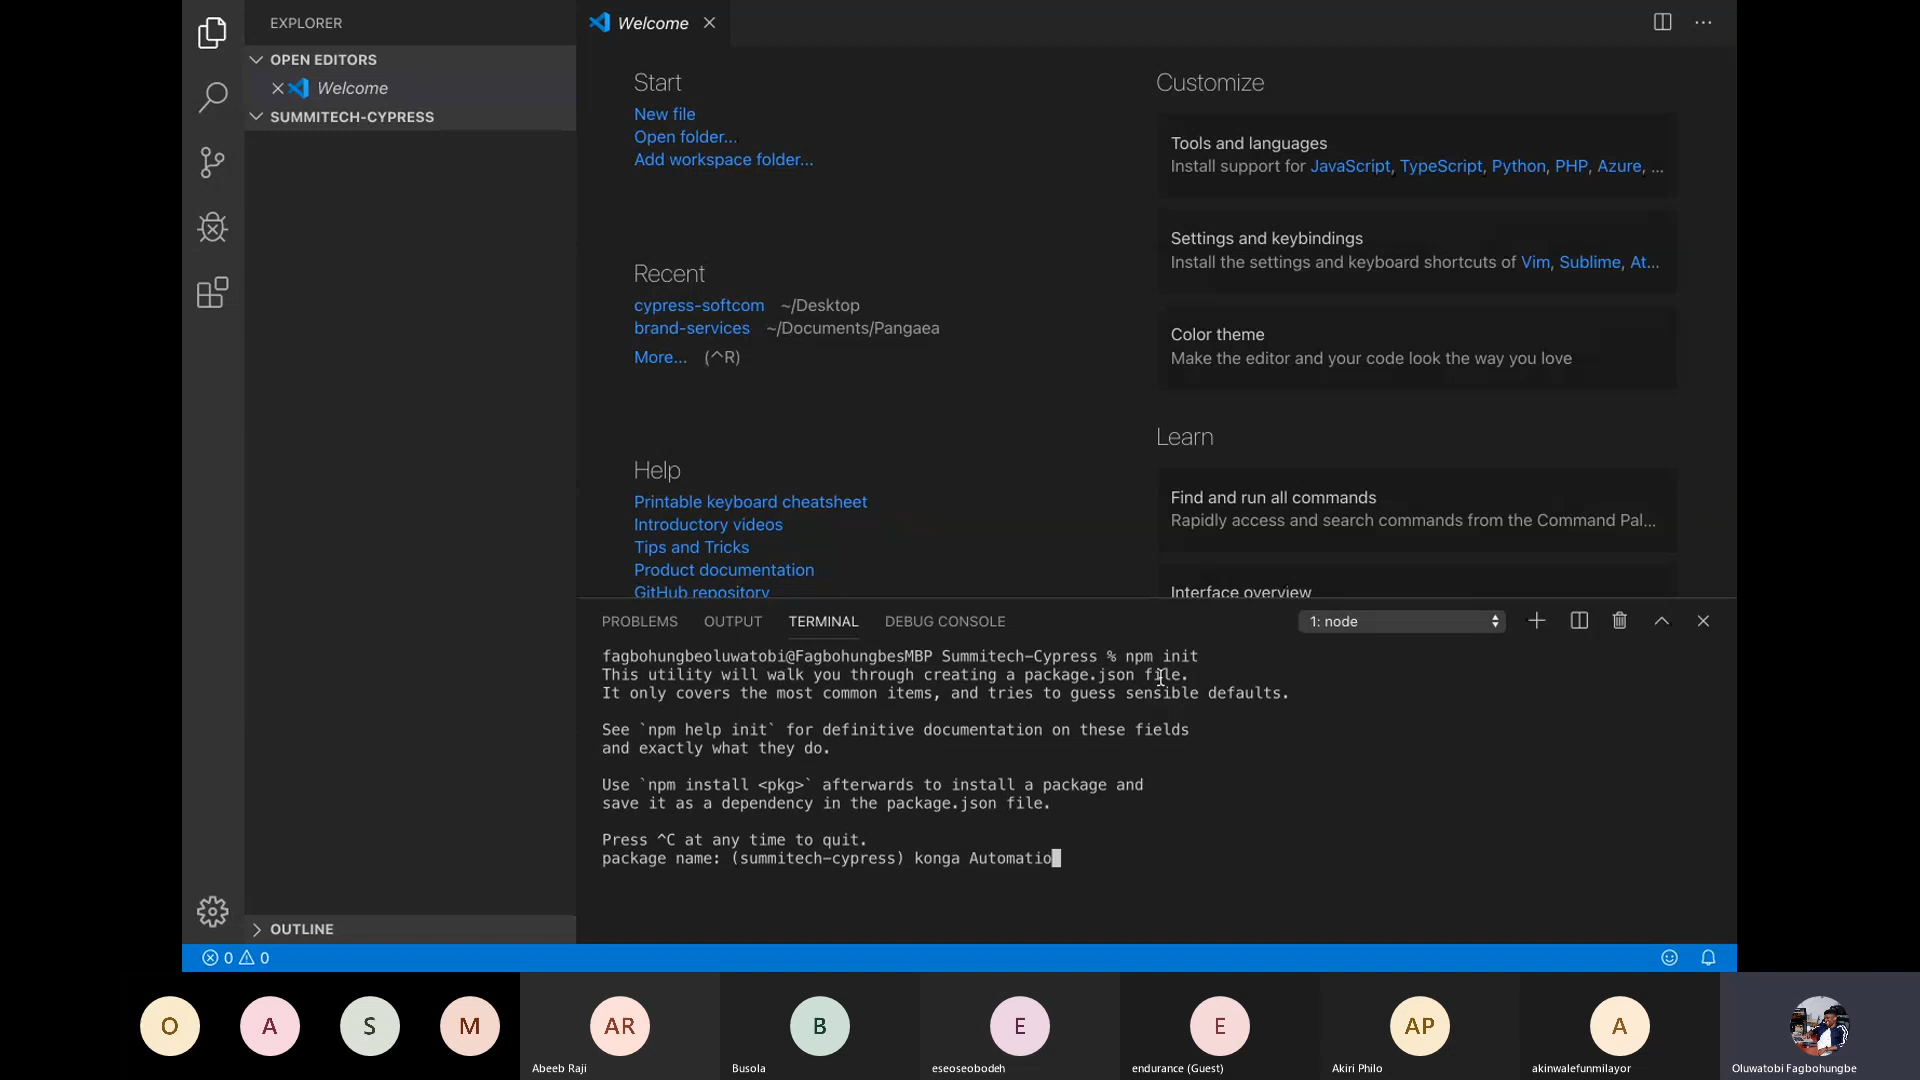 EXPLORER
OPEN EDITORS
Welcome
SUMMITECH-CYPRESS
OUTLINE
Welcome
Start
New file
Open folder...
Add workspace folder...
Recent
cypress-softcom ~/Desktop
brand-services ~/Documents/Pangaea
More... (^R)
Help
Printable keyboard cheatsheet
Introductory videos
Tips and Tricks
Product documentation
GitHub repository
Customize
Tools and languages
Install support for JavaScript, TypeScript, Python, PHP, Azure, ...
Settings and keybindings
Install the settings and keyboard shortcuts of Vim, Sublime, At...
Color theme
Make the editor and your code look the way you love
Learn
Find and run all commands
Rapidly access and search commands from the Command Pal...
Interface overview
PROBLEMS OUTPUT TERMINAL DEBUG CONSOLE 1: node
fagbohungbeoluwatobi@FagbohungbesMBP Summitech-Cypress % npm init
This utility will walk you through creating a package.json file.
It only covers the most common items, and tries to guess sensible defaults.
See `npm help init` for definitive documentation on these fields
and exactly what they do.
Use `npm install <pkg>` afterwards to install a package and
save it as a dependency in the package.json file.
Press ^C at any time to quit.
package name: (summitech-cypress) konga Automatio
0 0
O A S M AR B E E AP A
Abeeb Raji Busola eseoseobodeh endurance (Guest) Akiri Philo akinwalefunmilayor Oluwatobi Fagbohungbe